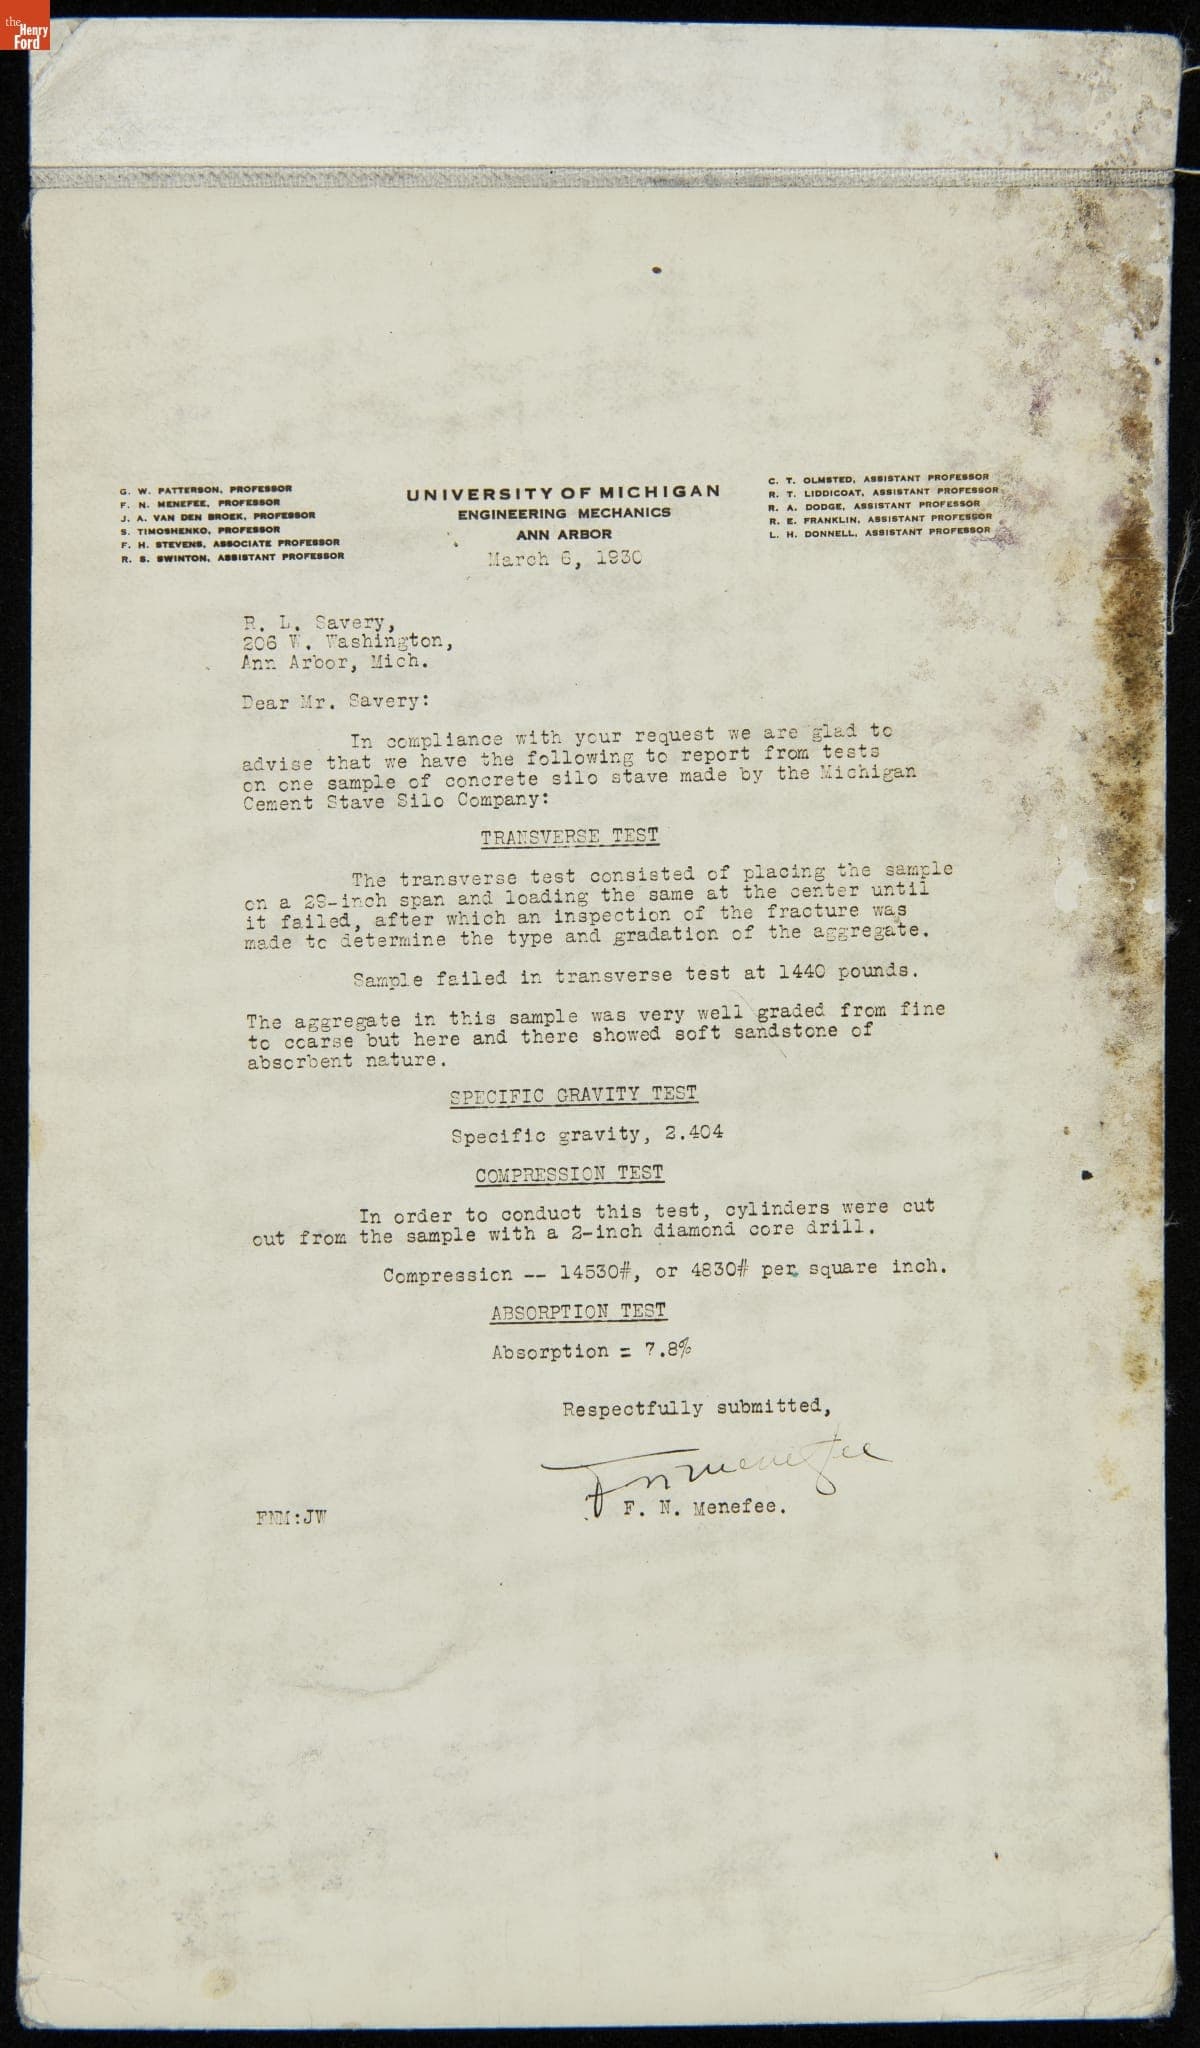 the
Henry
Ford
G. W. PATTERSON, PROFESSOR
F. N. MENEFEE, PROFESSOR
J. A. VAN DEN BROEK, PROFESSOR
S. TIMOSHENKO, PROFESSOR
F. H. STEVENS, ASSOCIATE PROFESSOR
R. S. SWINTON, ASSISTANT PROFESSOR
UNIVERSITY OF MICHIGAN
ENGINEERING MECHANICS
ANN ARBOR
March 6, 1930
C. T. OLMSTED, ASSISTANT PROFESSOR
R. T. LIDDICOAT, ASSISTANT PROFESSOR
R. A. DODGE, ASSISTANT PROFESSOR
R. E. FRANKLIN, ASSISTANT PROFESSOR
L. H. DONNELL, ASSISTANT PROFESSOR
R. L. Savery,
206 W. Washington,
Ann Arbor, Mich.
Dear Mr. Savery:
In compliance with your request we are glad to
advise that we have the following to report from tests
on one sample of concrete silo stave made by the Michigan
Cement Stave Silo Company:
TRANSVERSE TEST
The transverse test consisted of placing the sample
on a 28-inch span and loading the same at the center until
it failed, after which an inspection of the fracture was
made to determine the type and gradation of the aggregate.
Sample failed in transverse test at 1440 pounds.
The aggregate in this sample was very well graded from fine
to coarse but here and there showed soft sandstone of
absorbent nature.
SPECIFIC GRAVITY TEST
Specific gravity, 2.404
COMPRESSION TEST
In order to conduct this test, cylinders were cut
out from the sample with a 2-inch diamond core drill.
Compression -- 14530#, or 4830# per square inch.
ABSORPTION TEST
Absorption = 7.8%
Respectfully submitted,
F N Menefee
F. N. Menefee.
FNM:JW